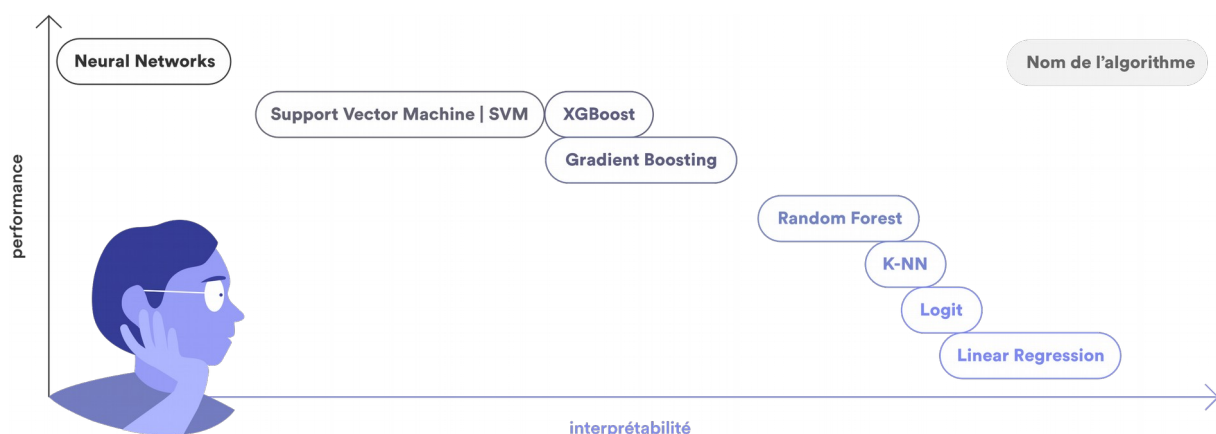 Neural Networks
Nom de l'algorithme
Support Vector Machine | SVM
XGBoost
Gradient Boosting
performance
Random Forest
K-NN
Logit
Linear Regression
interprétabilité